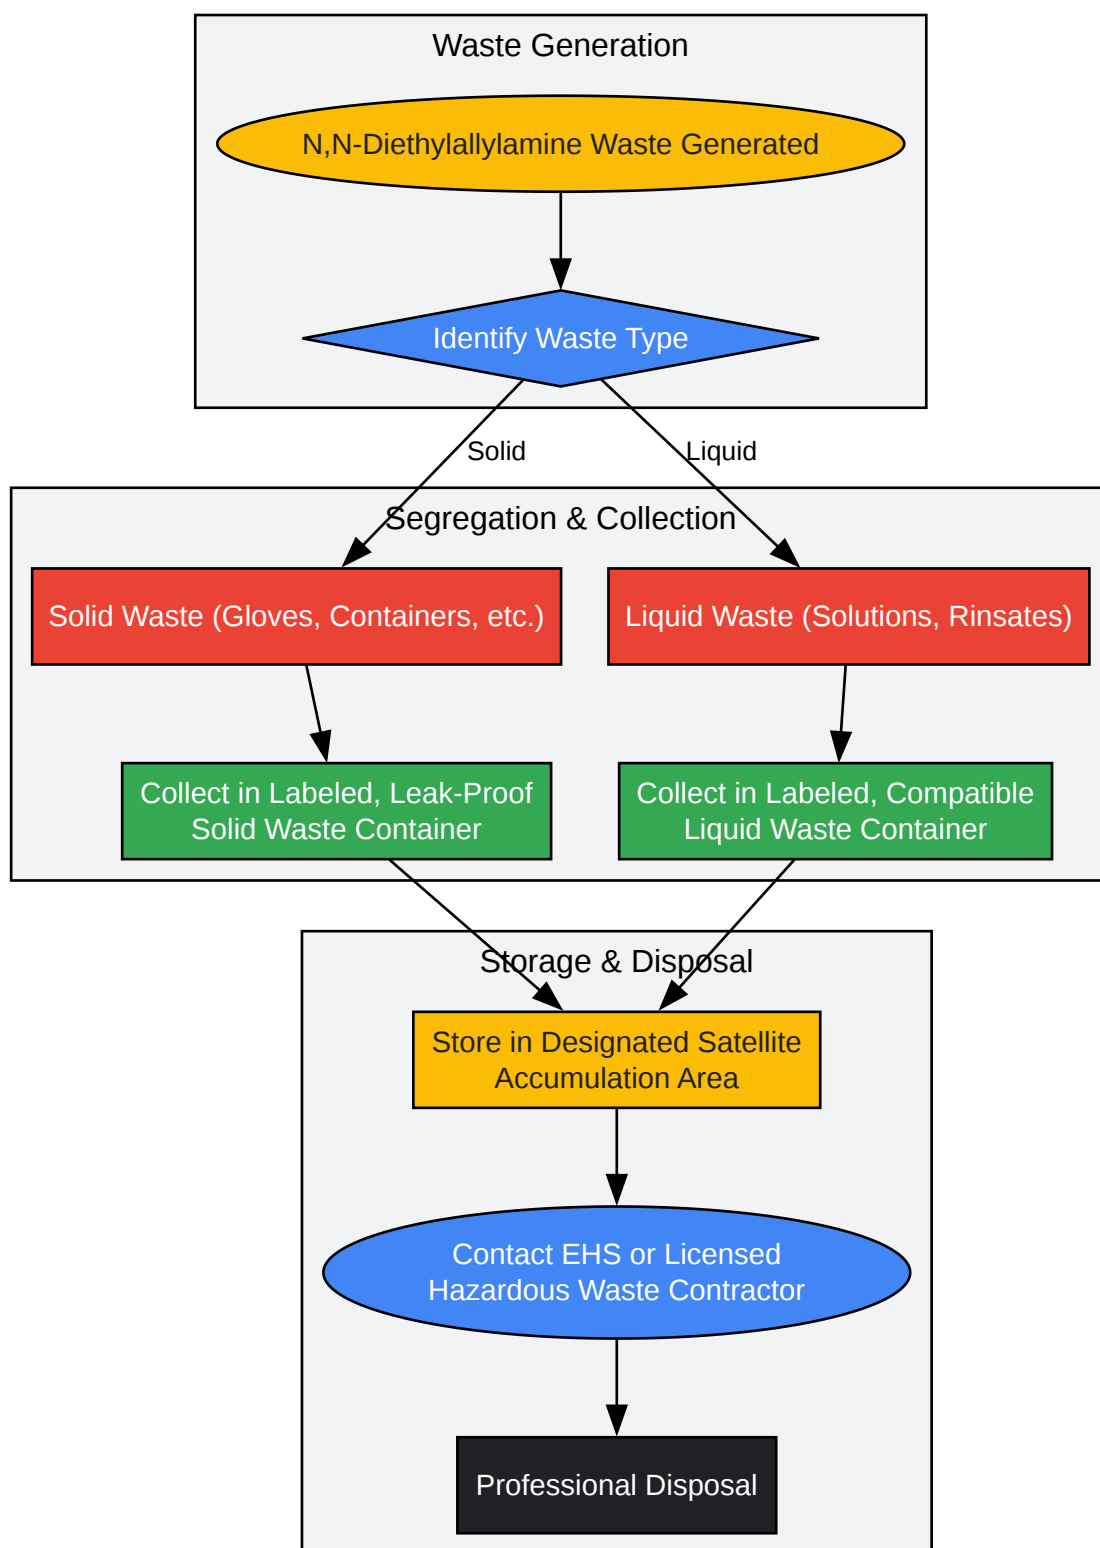 Waste Generation
N,N-Diethylallylamine Waste Generated
Identify Waste Type
Solid
Liquid
Segregation & Collection
Solid Waste (Gloves, Containers, etc.)
Liquid Waste (Solutions, Rinsates)
Collect in Labeled, Leak-Proof
Solid Waste Container
Collect in Labeled, Compatible
Liquid Waste Container
Storage & Disposal
Store in Designated Satellite
Accumulation Area
Contact EHS or Licensed
Hazardous Waste Contractor
Professional Disposal